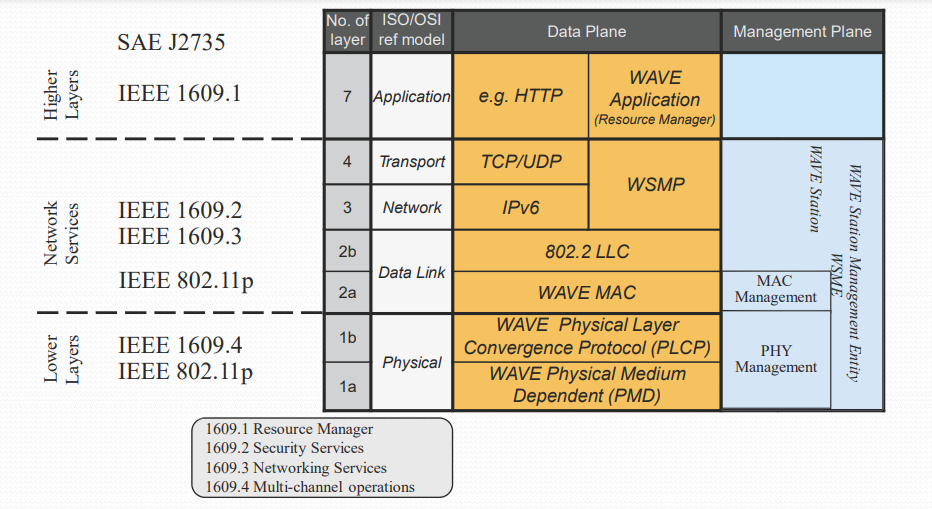 SAE J2735
Higher
Layers
IEEE 1609.1
Network
Services
IEEE 1609.2
IEEE 1609.3
IEEE 802.11p
Lower
Layers
IEEE 1609.4
IEEE 802.11p
No. of
layer
ISO/OSI
ref model
Data Plane
Management Plane
7
Application
e.g. HTTP
WAVE
Application
(Resource Manager)
4
Transport
TCP/UDP
WSMP
3
Network
IPv6
2b
Data Link
802.2 LLC
2a
WAVE MAC
1b
Physical
WAVE Physical Layer
Convergence Protocol (PLCP)
1a
WAVE Physical Medium
Dependent (PMD)
WAVE Station
WAVE Station Management Entity
WSME
MAC
Management
PHY
Management
1609.1 Resource Manager
1609.2 Security Services
1609.3 Networking Services
1609.4 Multi-channel operations